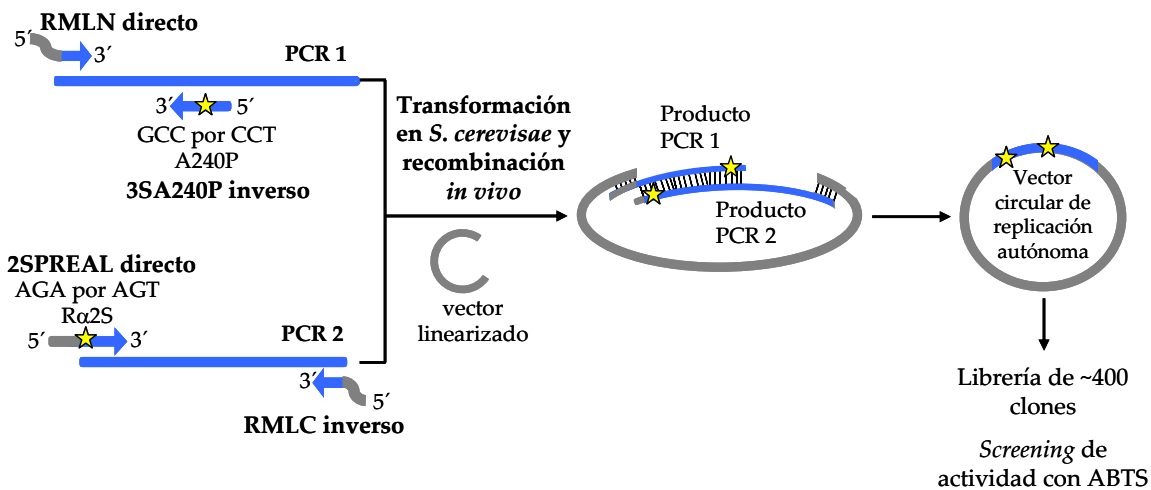 RMLN directo
5´
3´
PCR 1
3´
5´
GCC por CCT
A240P
3SA240P inverso
2SPREAL directo
AGA por AGT
Rα2S
5´
3´
PCR 2
3´
5´
RMLC inverso
Transformación
en S. cerevisae y
recombinación
in vivo
vector
linearizado
Producto
PCR 1
Producto
PCR 2
Vector
circular de
replicación
autónoma
Librería de ~400
clones
Screening de
actividad con ABTS